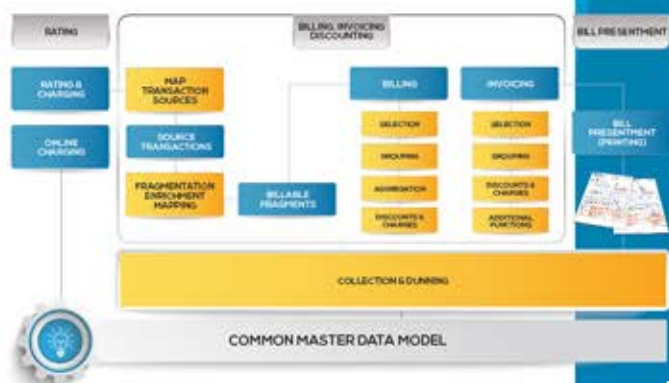 RATING
BILLING, INVOICING
DISCOUNTING
BILL PRESENTMENT
RATING &
CHARGING
ONLINE
CHARGING
MAP
TRANSACTION
SOURCES
SOURCE
TRANSACTIONS
FRAGMENTATION
ENRICHMENT
MAPPING
BILLABLE
FRAGMENTS
BILLING
SELECTION
GROUPING
AGGREGATION
DISCOUNTS &
CHARGES
INVOICING
SELECTION
GROUPING
DISCOUNTS &
CHARGES
ADDITIONAL
FUNCTIONS
BILL
PRESENTMENT
(PRINTING)
COLLECTION & DUNNING
COMMON MASTER DATA MODEL